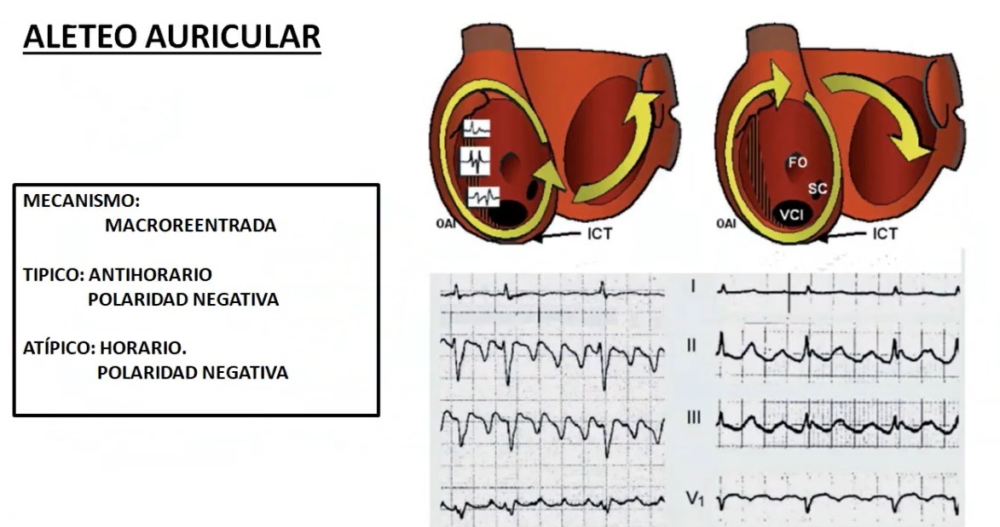 ALETEO AURICULAR
MECANISMO:
MACROREENTRADA
TIPICO: ANTIHORARIO
POLARIDAD NEGATIVA
ATÍPICO: HORARIO.
POLARIDAD NEGATIVA
OAI
ICT
FO
SC
VCI
OAI
ICT
I
II
III
V1